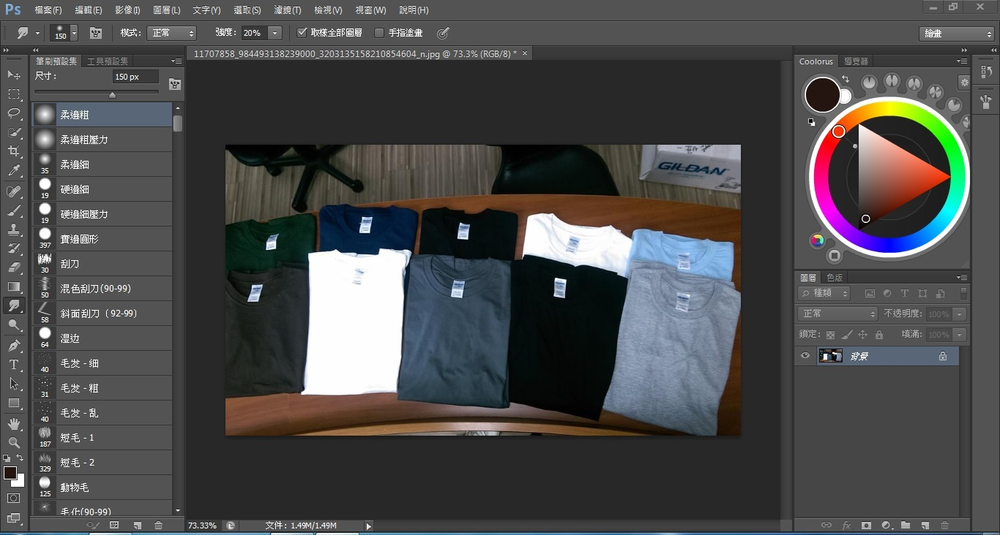 Ps 檔案(F) 編輯(E) 影像(I) 圖層(L) 文字(Y) 選取(S) 濾鏡(T) 檢視(V) 視窗(W) 說明(H)
150 模式: 正常 強度: 20% 取樣全部圖層 手指塗畫 繪畫
筆刷預設集 工具預設集
11707858_984493138239000_3203135158210854604_n.jpg @ 73.3% (RGB/8) * ×
尺寸: 150 px
柔邊粗
柔邊粗壓力
35 柔邊細
19 硬邊細
19 硬邊細壓力
397 實邊圓形
30 刮刀
50 混色刮刀(90-99)
58 斜面刮刀〔92-99〕
64 湿边
40 毛发 - 细
31 毛发 - 粗
40 毛发 - 乱
187 短毛 - 1
329 短毛 - 2
125 動物毛
毛化(90-99)
GILDAN
73.33% 文件: 1.49M/1.49M
Coolorus 導覽器
圖層 色版
種類
正常 不透明度: 100%
鎖定: 填滿: 100%
背景
fx